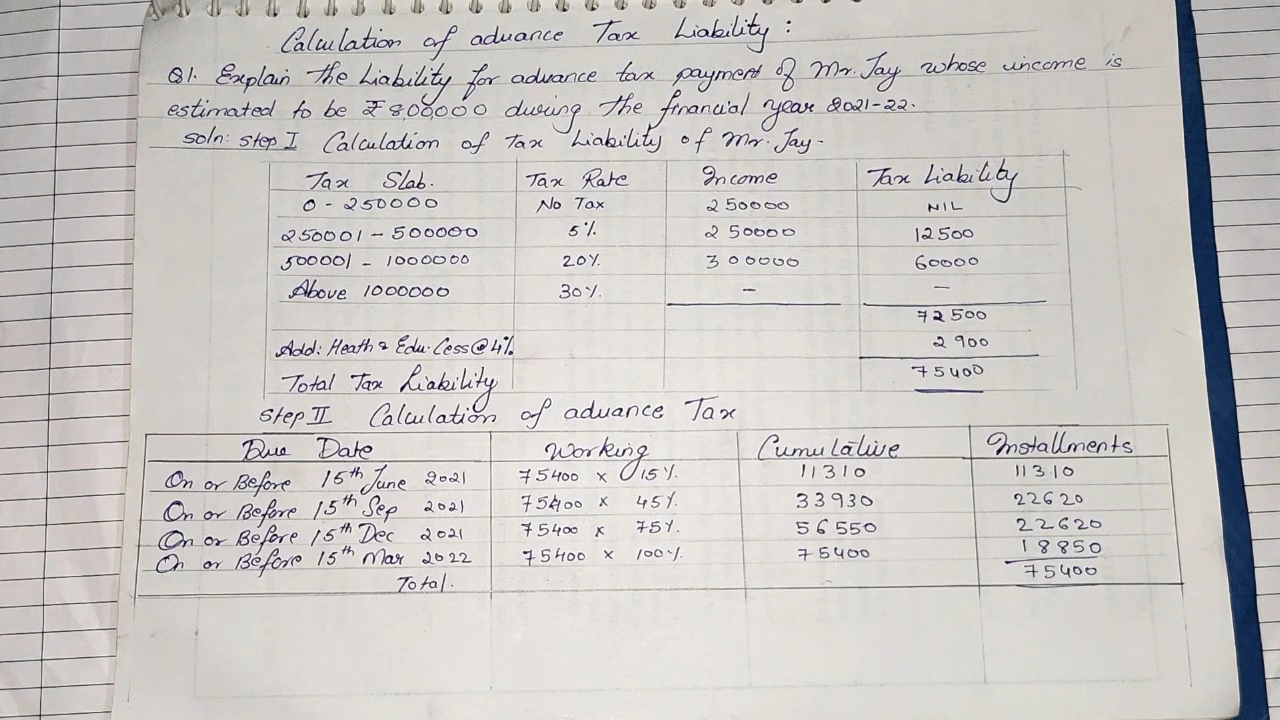 Calculation of advance Tax Liability:
Q1. Explain the Liability for advance tax payment of Mr. Jay whose income is
estimated to be ₹ 800000 during the financial year 2021-22.
Soln: Step I Calculation of Tax Liability of Mr. Jay-
Tax Slab. Tax Rate Income Tax Liability
0 - 250000 No Tax 250000 NIL
250001 - 500000 5% 250000 12500
500001 - 1000000 20% 300000 60000
Above 1000000 30% - -
72500
Add: Heath & Edu. Cess @ 4% 2900
Total Tax Liability 75400
Step II Calculation of advance Tax
Due Date Working Cumulative Installments
On or Before 15th June 2021 75400 x 15% 11310 11310
On or Before 15th Sep 2021 75400 x 45% 33930 22620
On or Before 15th Dec 2021 75400 x 75% 56550 22620
On or Before 15th Mar 2022 75400 x 100% 75400 18850
Total. 75400